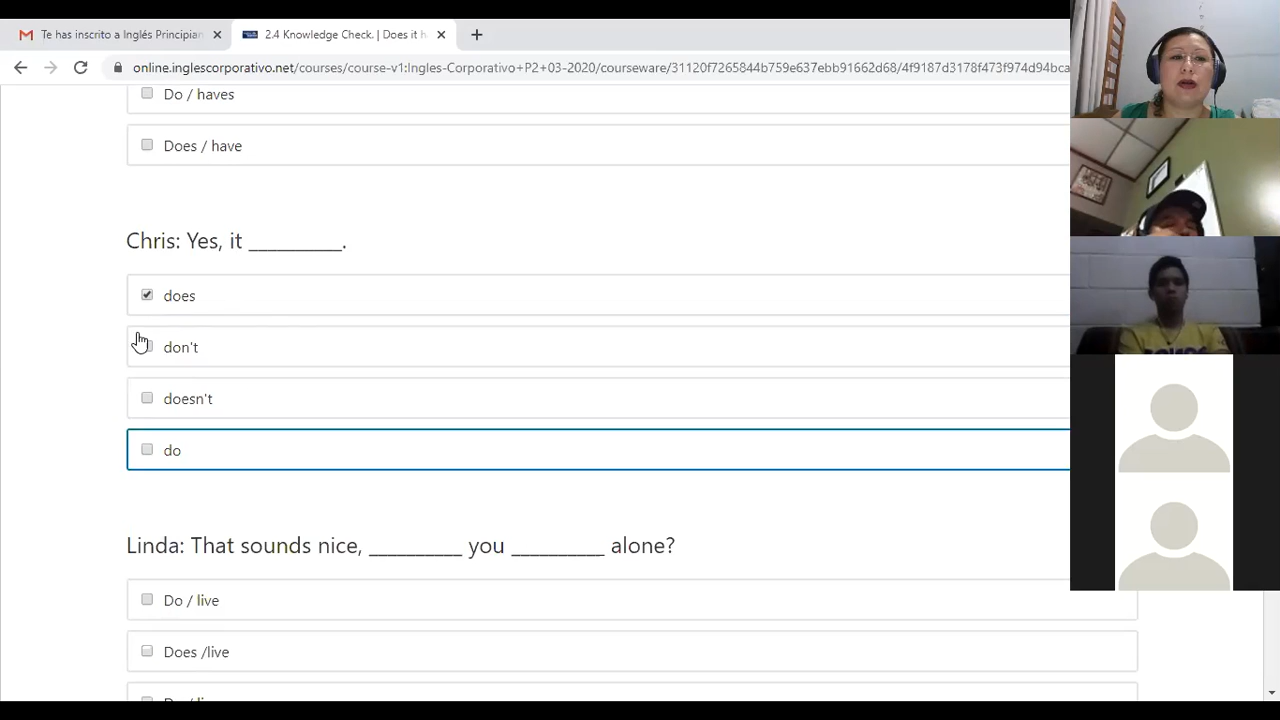 Te has inscrito a Inglés Principian
2.4 Knowledge Check. | Does it h
online.inglescorporativo.net/courses/course-v1:Ingles-Corporativo+P2+03-2020/courseware/31120f7265844b759e637ebb91662d68/4f9187d3178f473f974d94bca
Do / haves
Does / have
Chris: Yes, it _________.
does
don't
doesn't
do
Linda: That sounds nice, _________ you _________ alone?
Do / live
Does /live